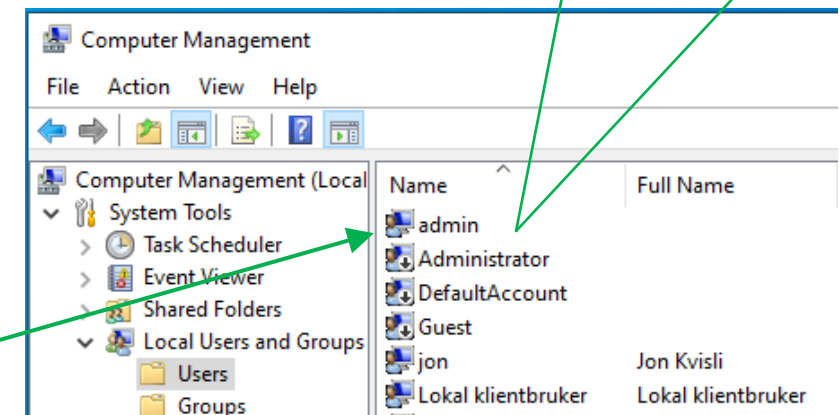 Computer Management
File Action View Help
Computer Management (Local
System Tools
Task Scheduler
Event Viewer
Shared Folders
Local Users and Groups
Users
Groups
Name Full Name
admin
Administrator
DefaultAccount
Guest
jon Jon Kvisli
Lokal klientbruker Lokal klientbruker